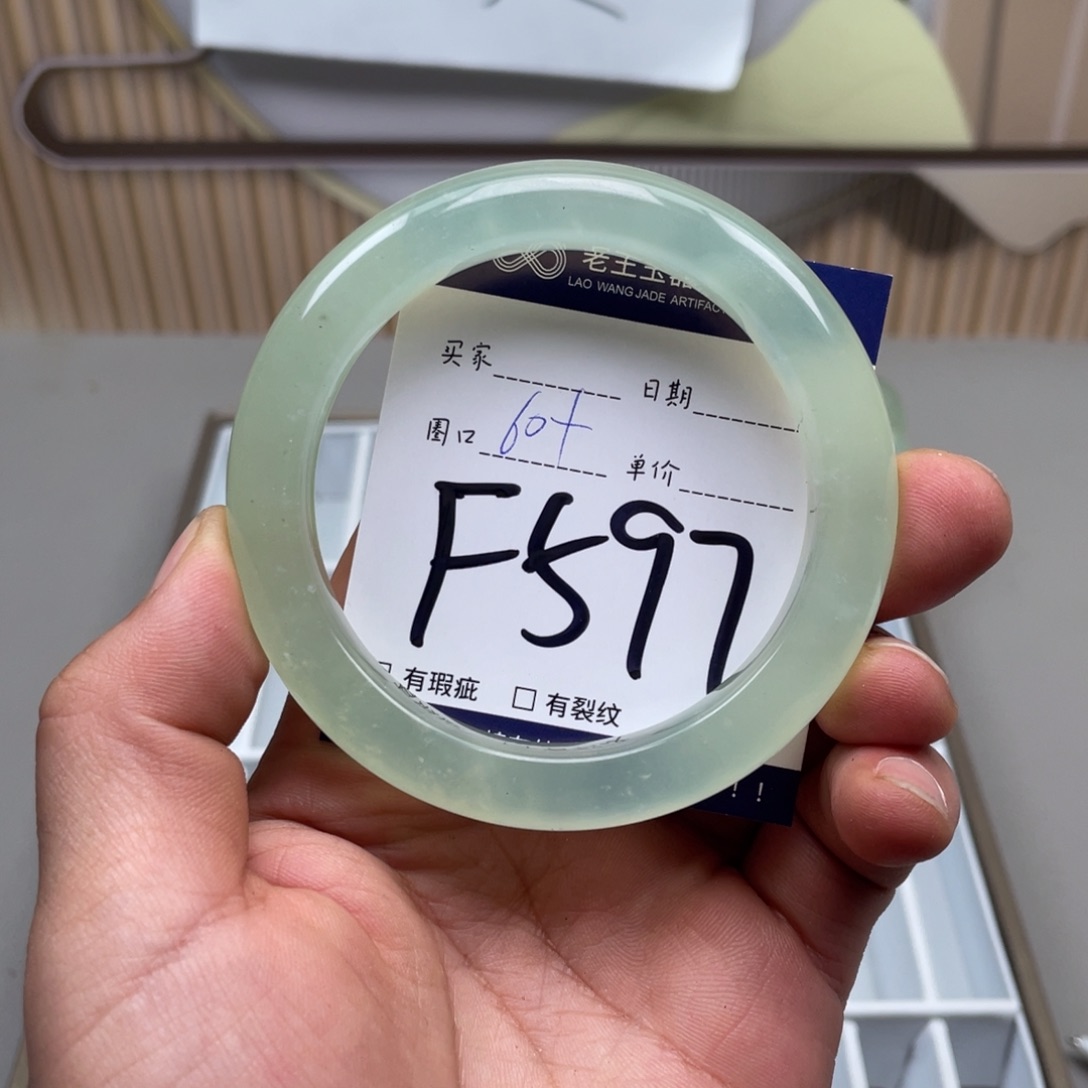 老王玉器
LAO WANG JADE ARTIFAC
买家 日期
圈口 60+ 单价
F597
有瑕疵 □ 有裂纹
！！